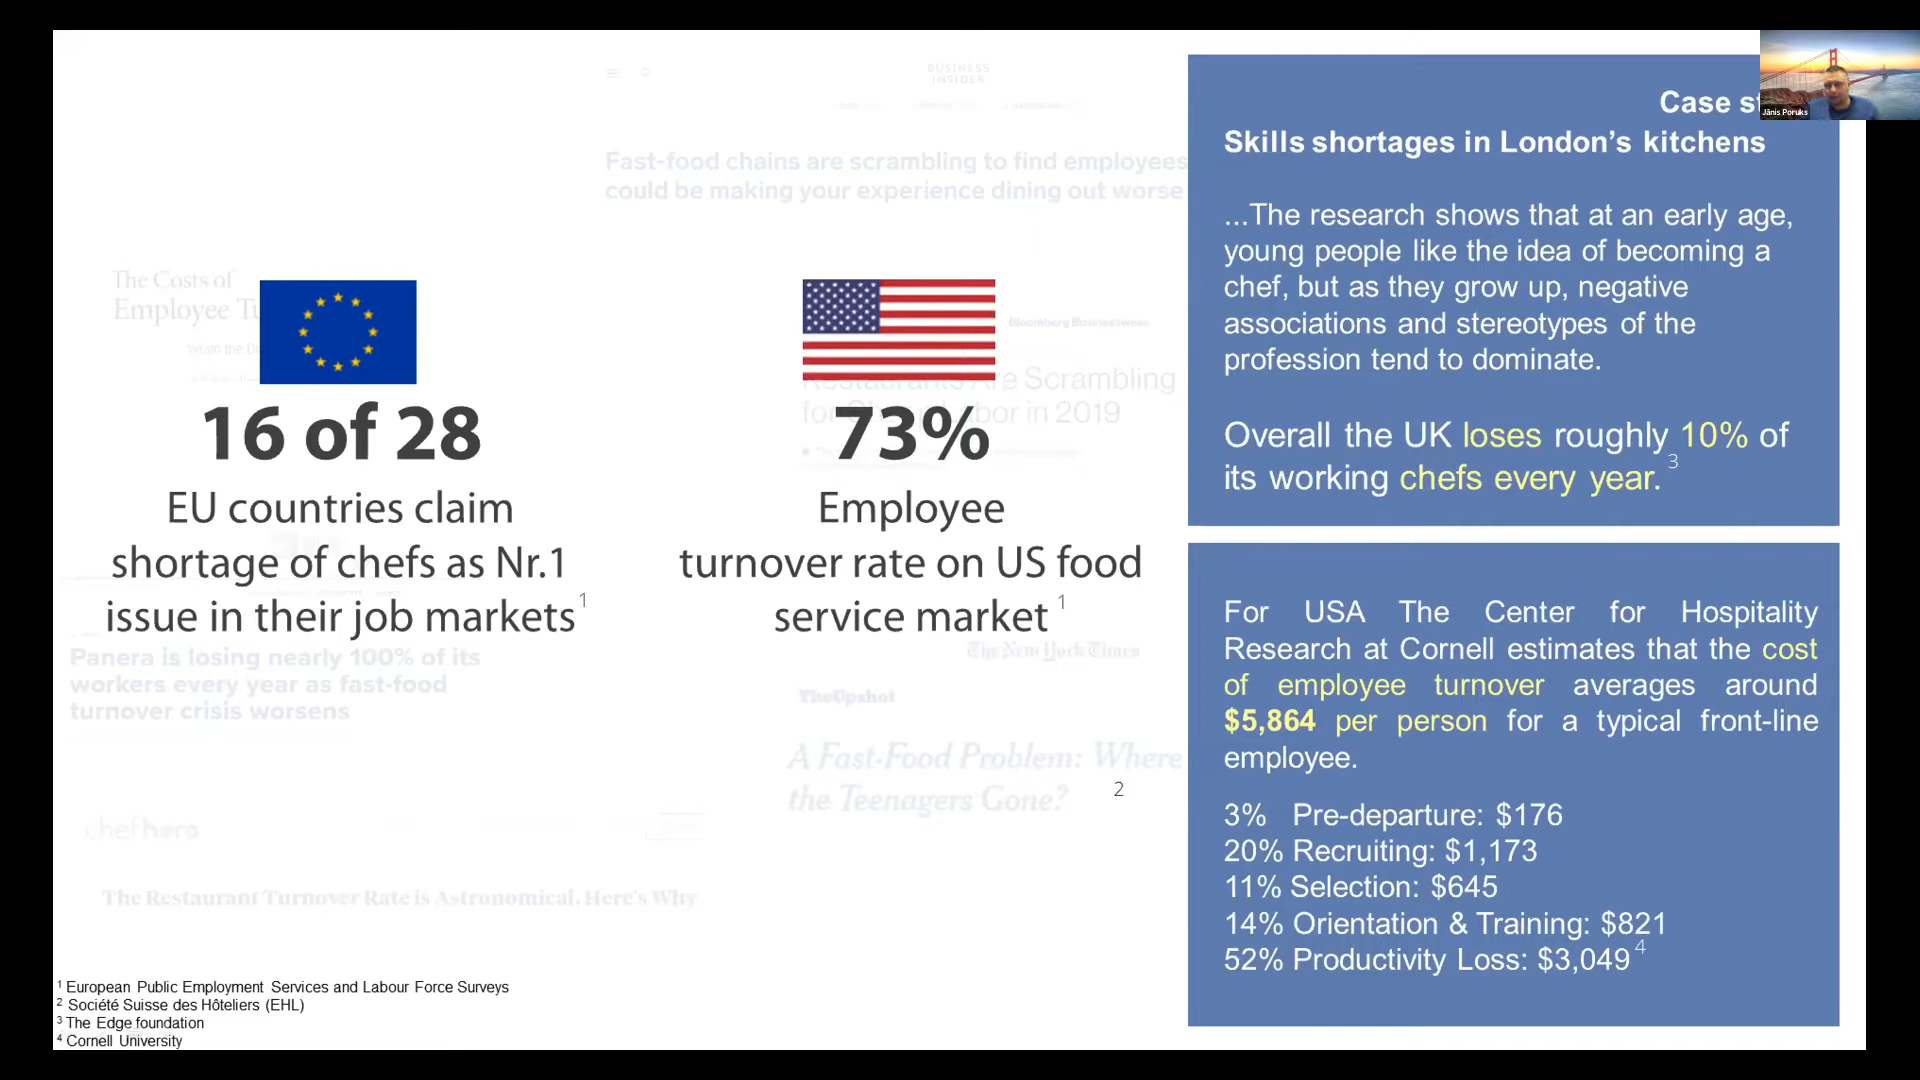 BUSINESS
INSIDER
Fast-food chains are scrambling to find employees
could be making your experience dining out worse
The Costs of
Employee Tu
16 of 28
EU countries claim
shortage of chefs as Nr.1
issue in their job markets 1
Bloomberg Businessweek
Restaurants Are Scrambling
for Cheap Labor in 2019
73%
Employee
turnover rate on US food
service market 1
Panera is losing nearly 100% of its
workers every year as fast-food
turnover crisis worsens
The New York Times
TheUpshot
A Fast-Food Problem: Where
the Teenagers Gone?
2
chef hero
The Restaurant Turnover Rate is Astronomical. Here's Why
1 European Public Employment Services and Labour Force Surveys
2 Société Suisse des Hôteliers (EHL)
3 The Edge foundation
4 Cornell University
Case st
Skills shortages in London's kitchens
...The research shows that at an early age,
young people like the idea of becoming a
chef, but as they grow up, negative
associations and stereotypes of the
profession tend to dominate.
Overall the UK loses roughly 10% of
its working chefs every year. 3
For USA The Center for Hospitality
Research at Cornell estimates that the cost
of employee turnover averages around
$5,864 per person for a typical front-line
employee.
3% Pre-departure: $176
20% Recruiting: $1,173
11% Selection: $645
14% Orientation & Training: $821
52% Productivity Loss: $3,049 4
Jānis Poruks